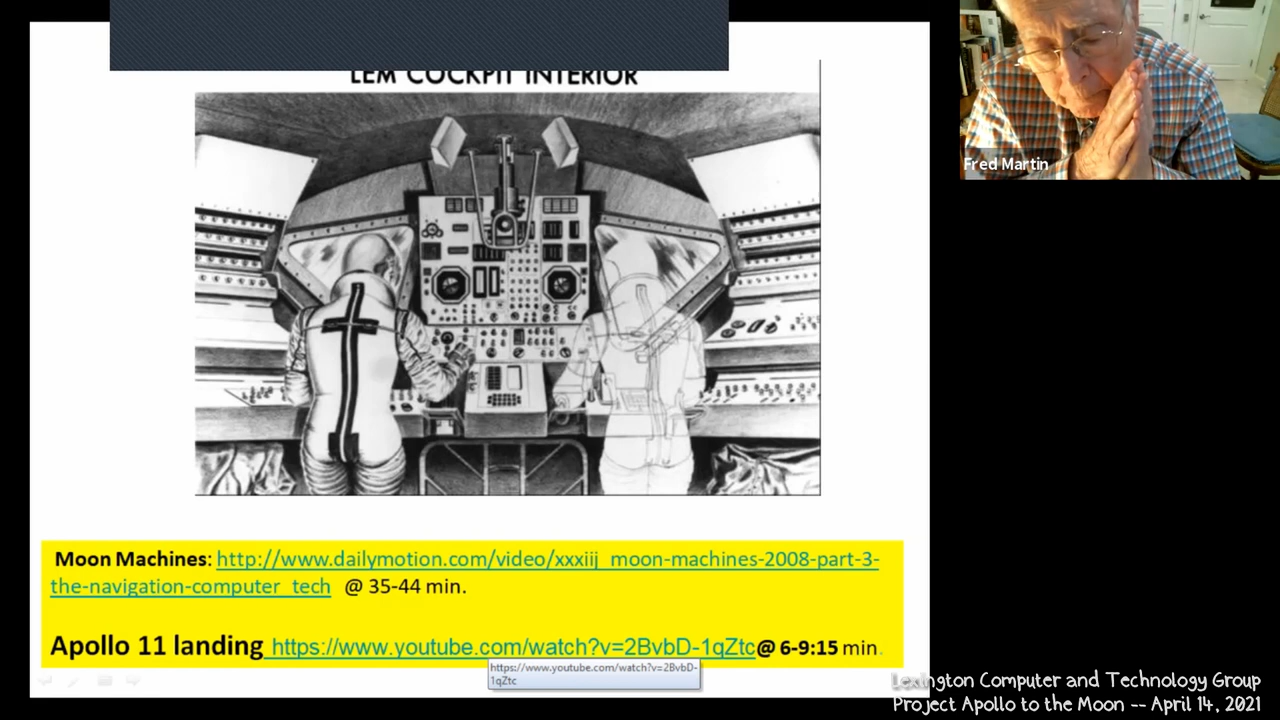 LEM COCKPIT INTERIOR
Fred Martin
Moon Machines: http://www.dailymotion.com/video/xxxiij_moon-machines-2008-part-3-
the-navigation-computer_tech @ 35-44 min.
Apollo 11 landing https://www.youtube.com/watch?v=2BvbD-1qZtc@ 6-9:15 min.
https://www.youtube.com/watch?v=2BvbD-
1qZtc
Lexington Computer and Technology Group
Project Apollo to the Moon -- April 14, 2021